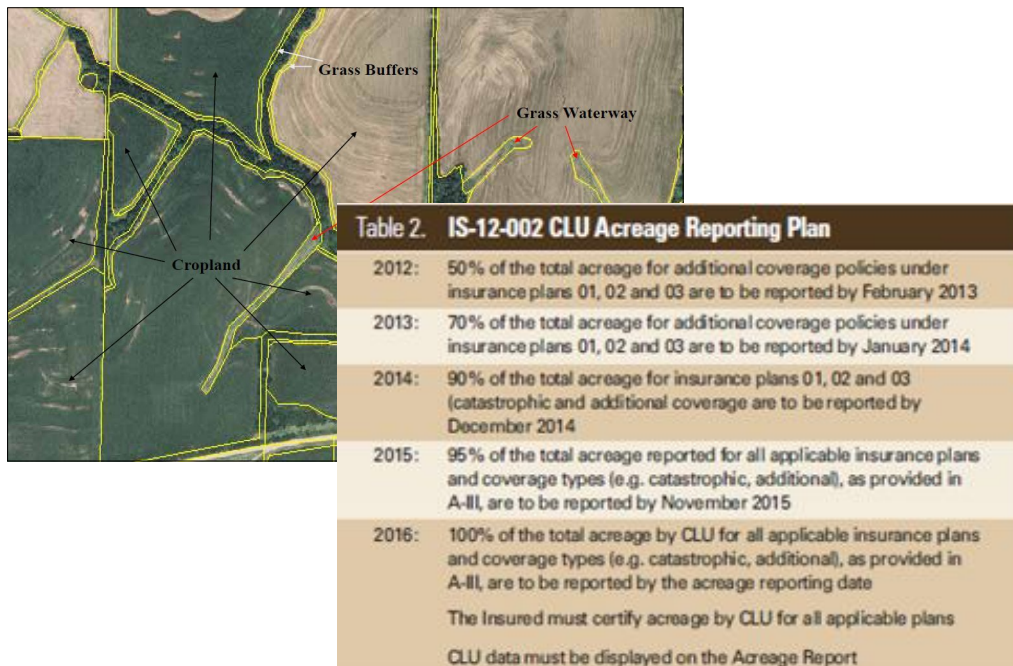 Grass Buffers
Grass Waterway
Cropland
Table 2. IS-12-002 CLU Acreage Reporting Plan
2012: 50% of the total acreage for additional coverage policies under
insurance plans 01, 02 and 03 are to be reported by February 2013
2013: 70% of the total acreage for additional coverage policies under
insurance plans 01, 02 and 03 are to be reported by January 2014
2014: 90% of the total acreage for insurance plans 01, 02 and 03
(catastrophic and additional coverage are to be reported by
December 2014
2015: 95% of the total acreage reported for all applicable insurance plans
and coverage types (e.g. catastrophic, additional), as provided in
A-III, are to be reported by November 2015
2016: 100% of the total acreage by CLU for all applicable insurance plans
and coverage types (e.g. catastrophic, additional), as provided in
A-III, are to be reported by the acreage reporting date
The Insured must certify acreage by CLU for all applicable plans
CLU data must be displayed on the Acreage Report